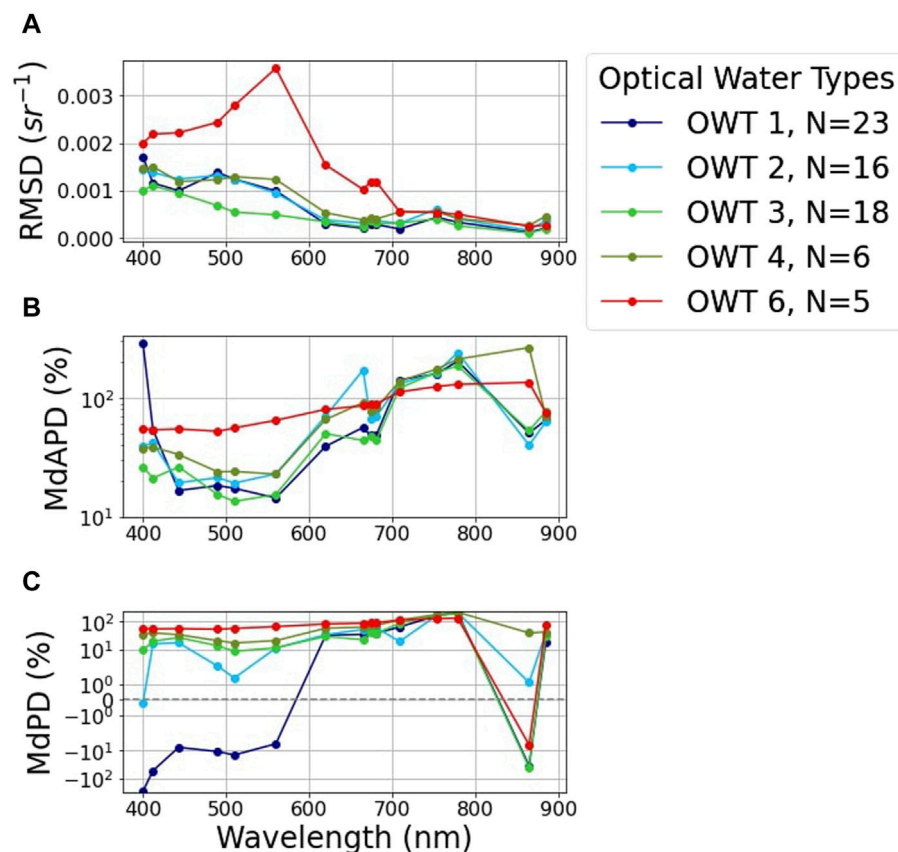 A
RMSD (sr⁻¹)
0.003
0.002
0.001
0.000
400 500 600 700 800 900
Optical Water Types
OWT 1, N=23
OWT 2, N=16
OWT 3, N=18
OWT 4, N=6
OWT 6, N=5
B
MdAPD (%)
10²
10¹
400 500 600 700 800 900
C
MdPD (%)
10²
10¹
10⁰
0
−10⁰
−10¹
−10²
400 500 600 700 800 900
Wavelength (nm)